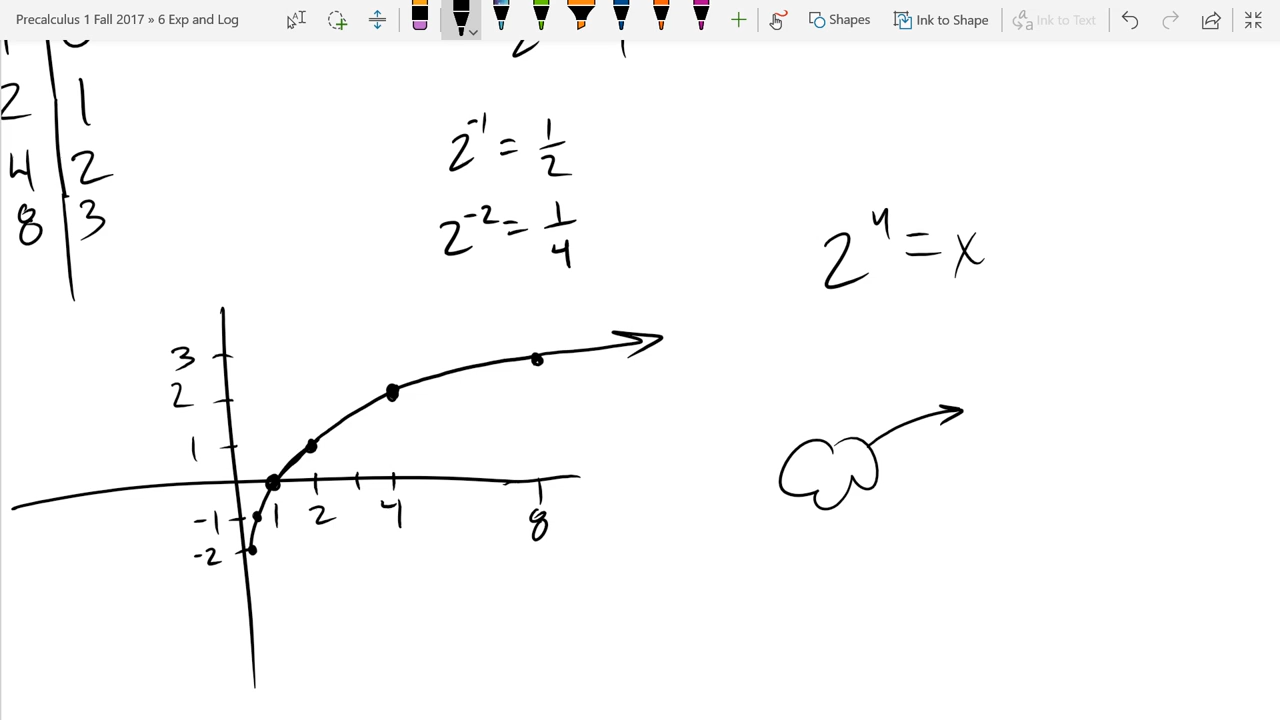 Precalculus 1 Fall 2017 » 6 Exp and Log
Shapes
Ink to Shape
Ink to Text
2 1
4 2
8 3
2^-1 = 1/2
2^-2 = 1/4
2^4 = x
3
2
1
-1
-2
1 2 4 8